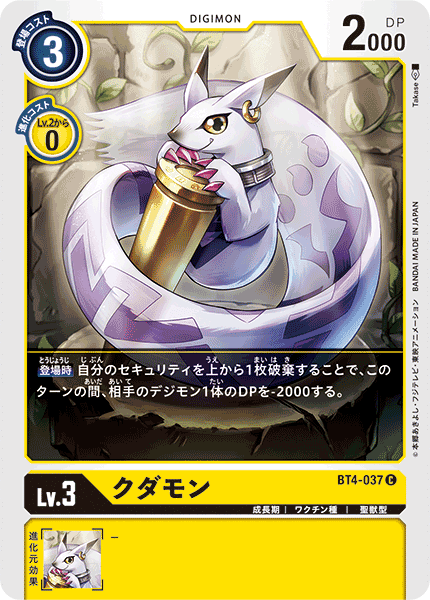 登場コスト
3
DIGIMON
DP
2000
進化コスト
Lv.2から
0
Takase
©本郷あきよし・フジテレビ・東映アニメーション BANDAI MADE IN JAPAN
登場時 自分のセキュリティを上から1枚破棄することで、この
ターンの間、相手のデジモン1体のDPを-2000する。
BT4-037 C
Lv.3
クダモン
成長期 | ワクチン種 | 聖獣型
進化元効果
－